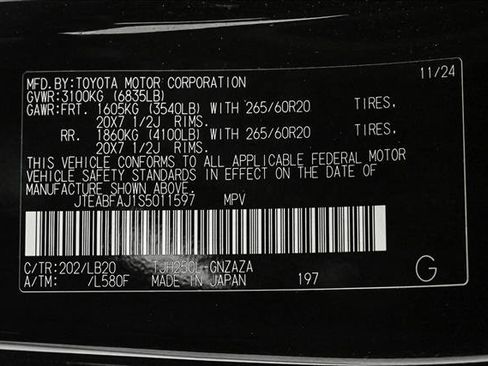 MFD.BY:TOYOTA MOTOR CORPORATION 11/24
GVWR:3100KG (6835LB)
GAWR:FRT. 1605KG (3540LB) WITH 265/60R20 TIRES,
20X7 1/2J RIMS.
RR. 1860KG (4100LB) WITH 265/60R20 TIRES,
20X7 1/2J RIMS.
THIS VEHICLE CONFORMS TO ALL APPLICABLE FEDERAL MOTOR
VEHICLE SAFETY STANDARDS IN EFFECT ON THE DATE OF
MANUFACTURE SHOWN ABOVE.
JTEABFAJ1S5011597 MPV
C/TR:202/LB20 TJH250L-GNZAZA
A/TM: /L580F MADE IN JAPAN 197 G